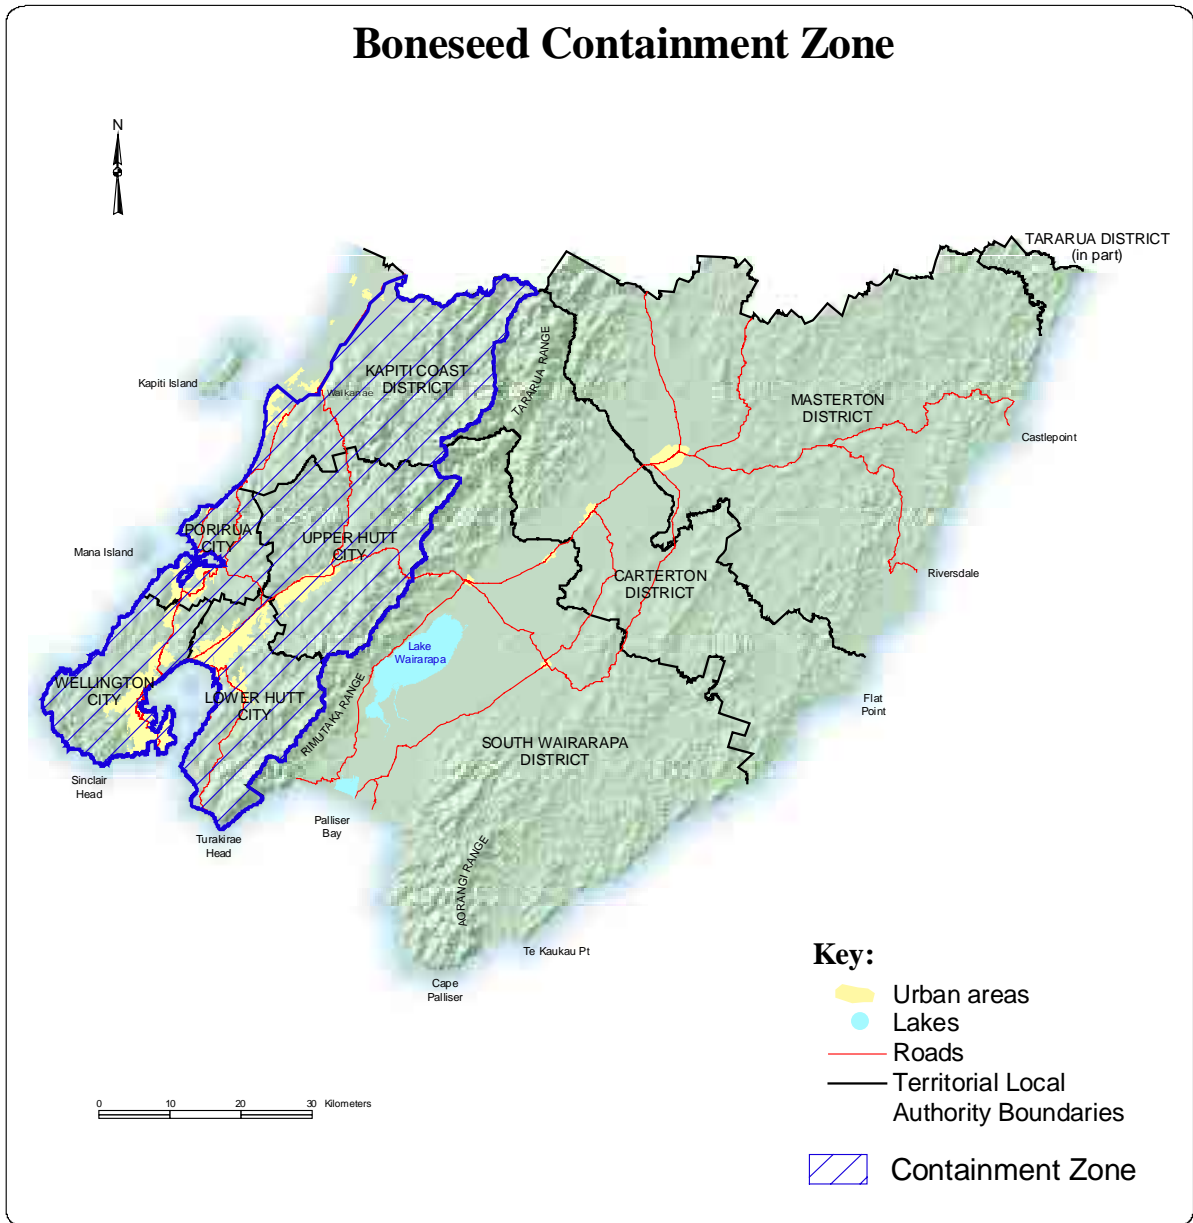 Boneseed Containment Zone
N
TARARUA DISTRICT
(in part)
KAPITI COAST
DISTRICT
Kapiti Island
Waikanae
TARARUA RANGE
MASTERTON
DISTRICT
Castlepoint
PORIRUA
CITY
UPPER HUTT
CITY
Mana Island
CARTERTON
DISTRICT
Riversdale
Lake
Wairarapa
WELLINGTON
CITY
LOWER HUTT
CITY
RIMUTAKA RANGE
Flat
Point
SOUTH WAIRARAPA
DISTRICT
Sinclair
Head
Palliser
Bay
Turakirae
Head
AORANGI RANGE
Te Kaukau Pt
Cape
Palliser
Key:
Urban areas
Lakes
Roads
Territorial Local
Authority Boundaries
Containment Zone
0 10 20 30 Kilometers